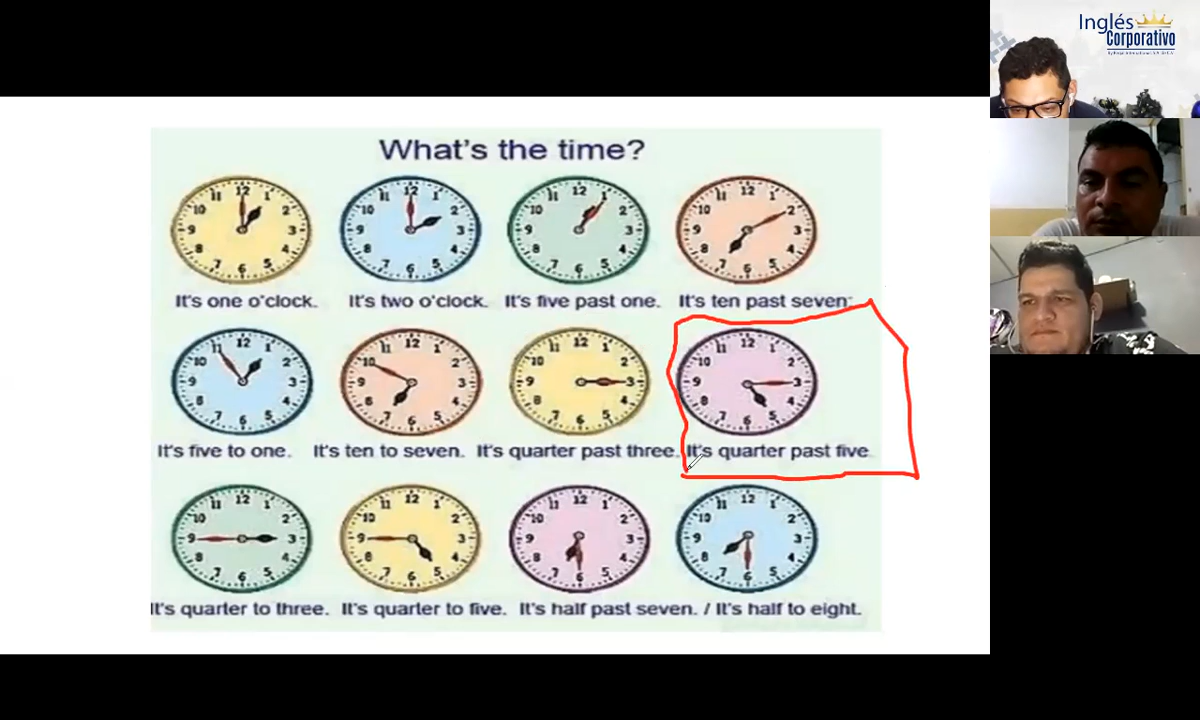 Inglés
Corporativo
What's the time?
It's one o'clock.
It's two o'clock.
It's five past one.
It's ten past seven.
It's five to one.
It's ten to seven.
It's quarter past three.
It's quarter past five.
It's quarter to three.
It's quarter to five.
It's half past seven. / It's half to eight.